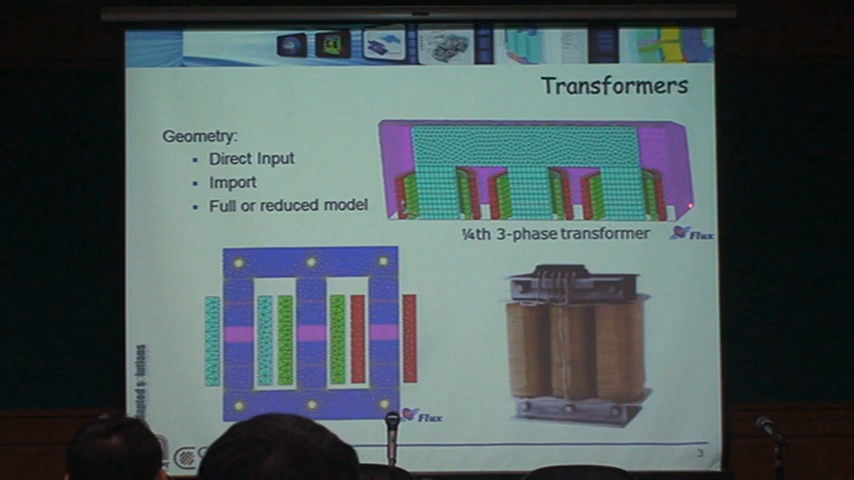 Transformers
Geometry:
▪ Direct Input
▪ Import
▪ Full or reduced model
¼th 3-phase transformer
Flux
Flux
3